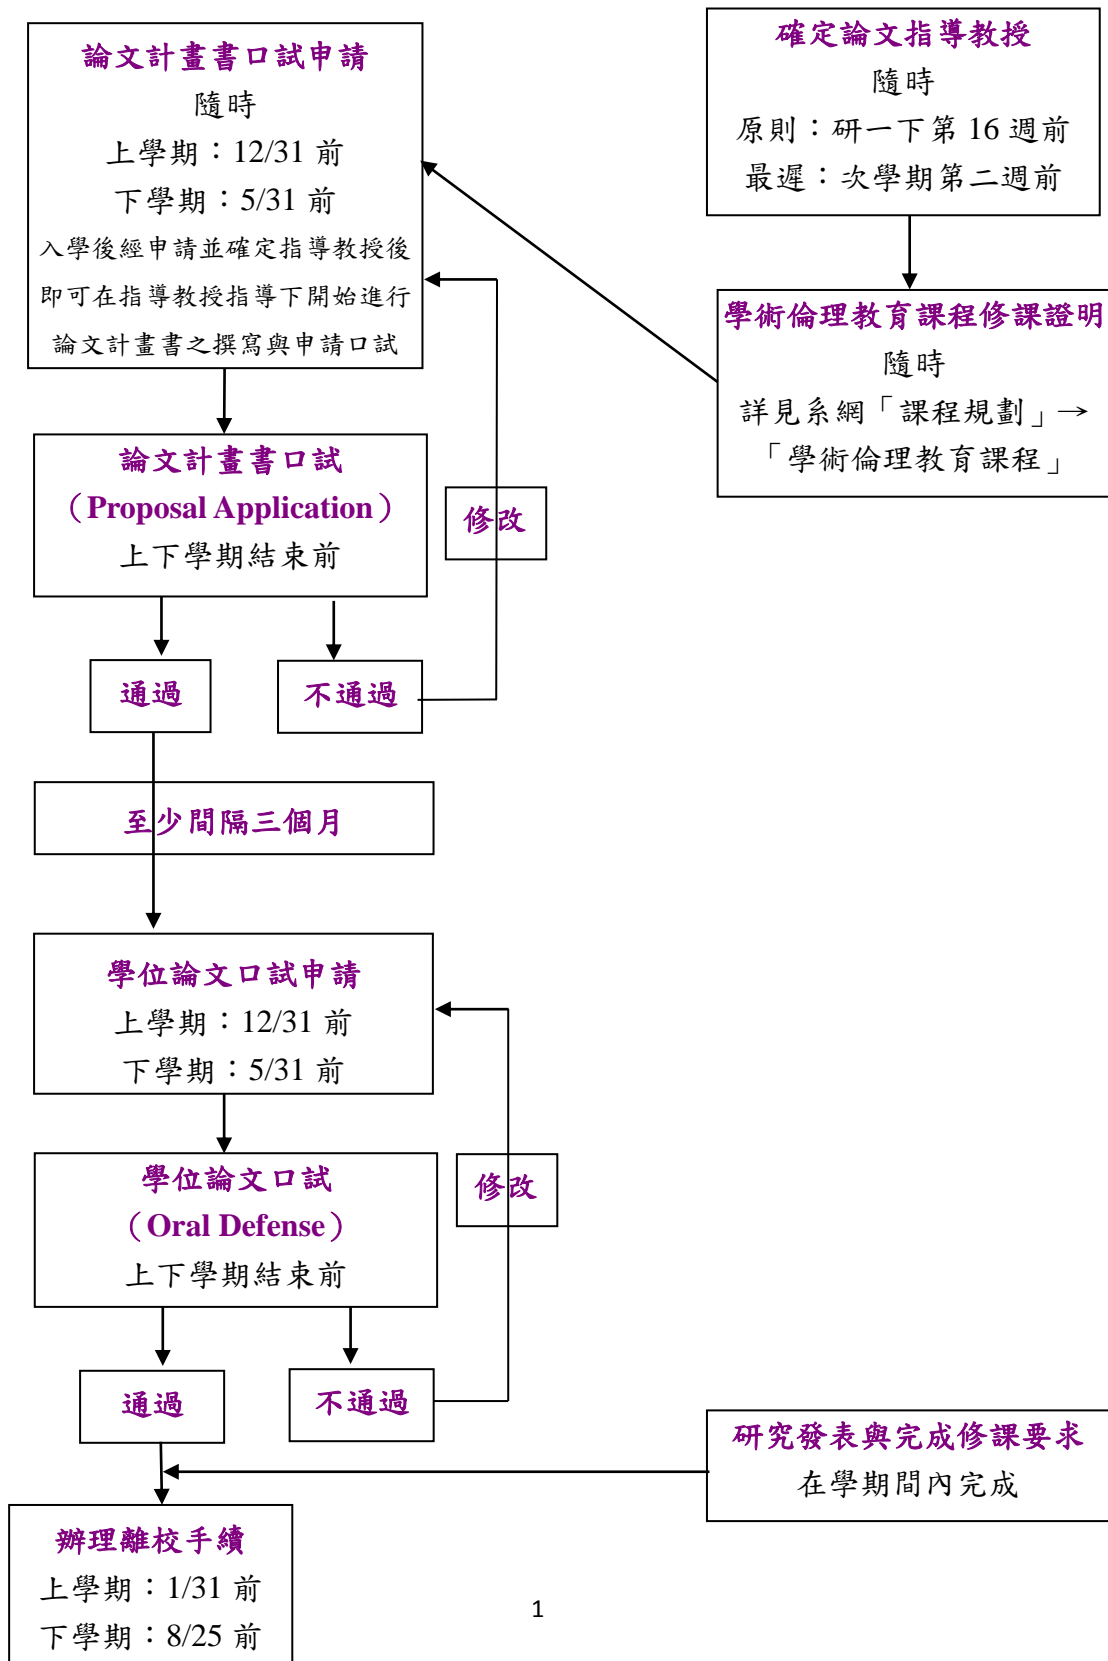 論文計畫書口試申請
隨時
上學期：12/31 前
下學期：5/31 前
入學後經申請並確定指導教授後
即可在指導教授指導下開始進行
論文計畫書之撰寫與申請口試
確定論文指導教授
隨時
原則：研一下第 16 週前
最遲：次學期第二週前
學術倫理教育課程修課證明
隨時
詳見系網「課程規劃」→
「學術倫理教育課程」
論文計畫書口試
（Proposal Application）
上下學期結束前
修改
通過
不通過
至少間隔三個月
學位論文口試申請
上學期：12/31 前
下學期：5/31 前
學位論文口試
（Oral Defense）
上下學期結束前
修改
通過
不通過
研究發表與完成修課要求
在學期間內完成
辦理離校手續
上學期：1/31 前
下學期：8/25 前
1